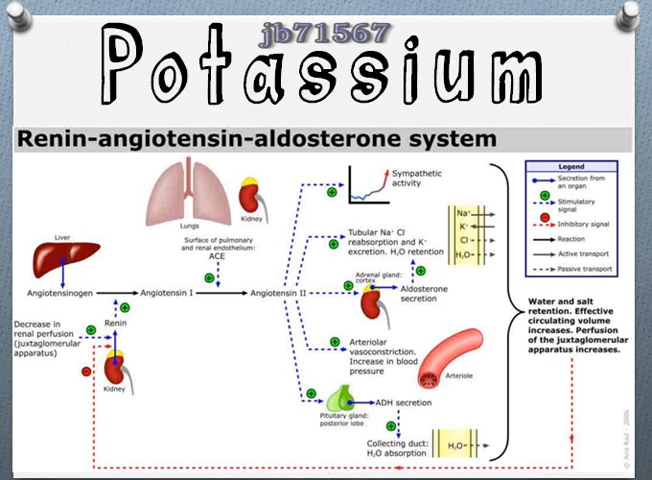 jb71567
Potassium
Renin-angiotensin-aldosterone system
Lungs
Kidney
Surface of pulmonary
and renal endothelium:
ACE
Liver
Angiotensinogen
Angiotensin I
Angiotensin II
Decrease in
renal perfusion
(juxtaglomerular
apparatus)
Renin
Kidney
Sympathetic
activity
Tubular Na⁺ Cl⁻
reabsorption and K⁺
excretion. H₂O retention
Na⁺
K⁺
Cl⁻
H₂O
Adrenal gland:
cortex
Aldosterone
secretion
Arteriolar
vasoconstriction.
Increase in blood
pressure
Arteriole
Pituitary gland:
posterior lobe
ADH secretion
Collecting duct:
H₂O absorption
H₂O
Legend
Secretion from
an organ
Stimulatory
signal
Inhibitory signal
Reaction
Active transport
Passive transport
Water and salt
retention. Effective
circulating volume
increases. Perfusion
of the juxtaglomerular
apparatus increases.
© Aria Rad - 2006